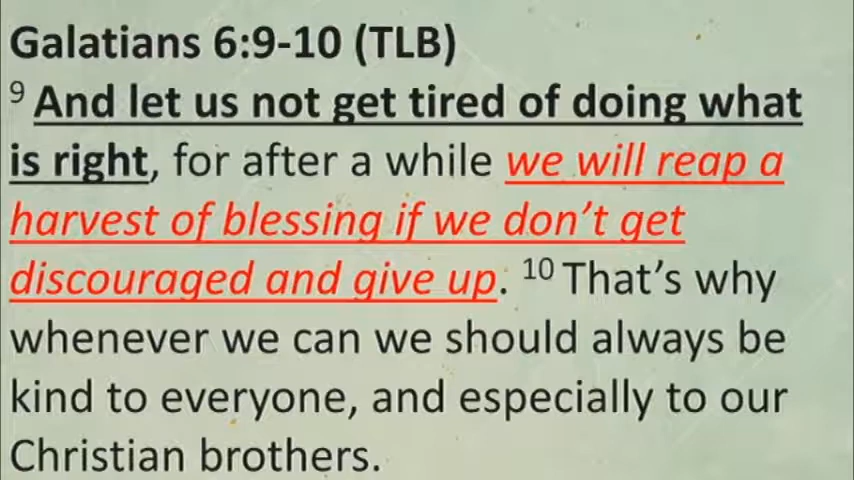 Galatians 6:9-10 (TLB)
⁹ And let us not get tired of doing what
is right, for after a while we will reap a
harvest of blessing if we don’t get
discouraged and give up. ¹⁰ That’s why
whenever we can we should always be
kind to everyone, and especially to our
Christian brothers.